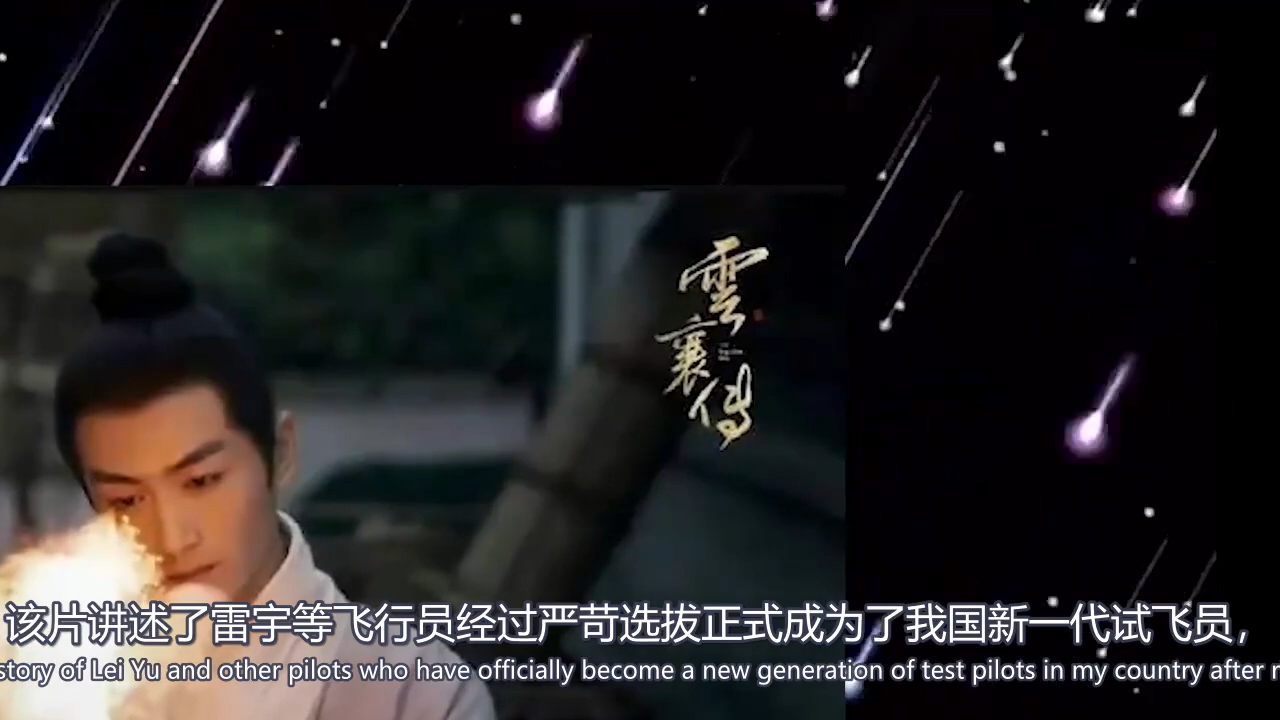 雲襄传
该片讲述了雷宇等飞行员经过严苛选拔正式成为了我国新一代试飞员，
story of Lei Yu and other pilots who have officially become a new generation of test pilots in my country after